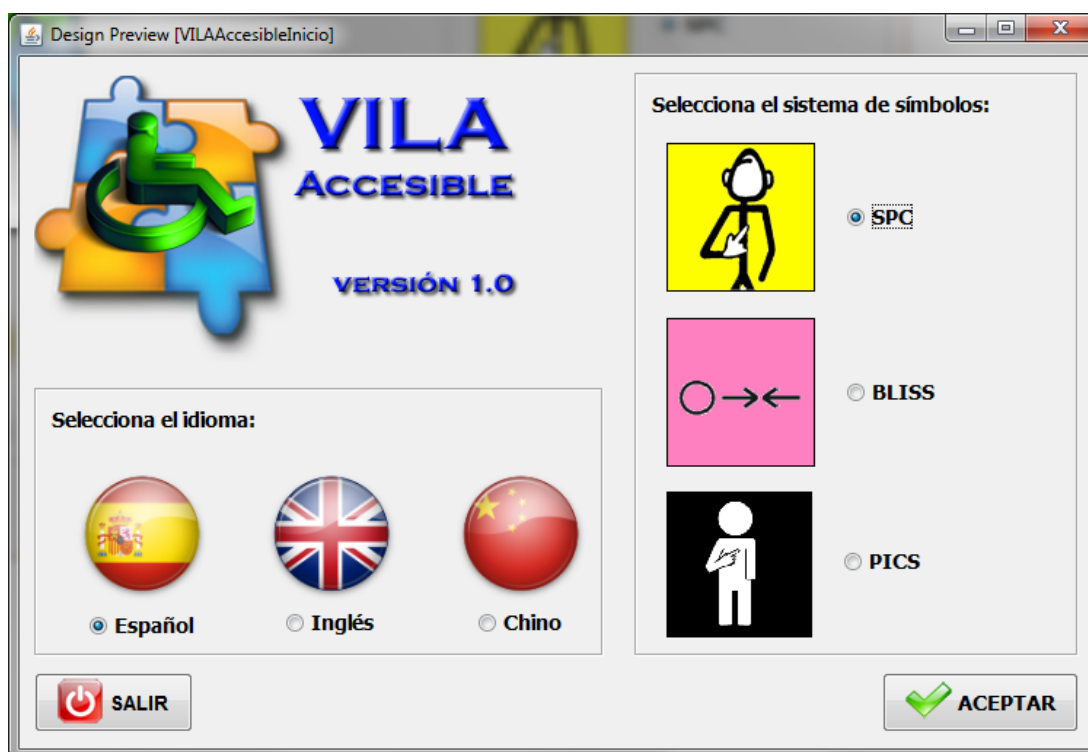 Design Preview [VILAAccesibleInicio]
VILA
ACCESIBLE
VERSIÓN 1.0
Selecciona el idioma:
Español
Inglés
Chino
Selecciona el sistema de símbolos:
SPC
BLISS
PICS
SALIR
ACEPTAR